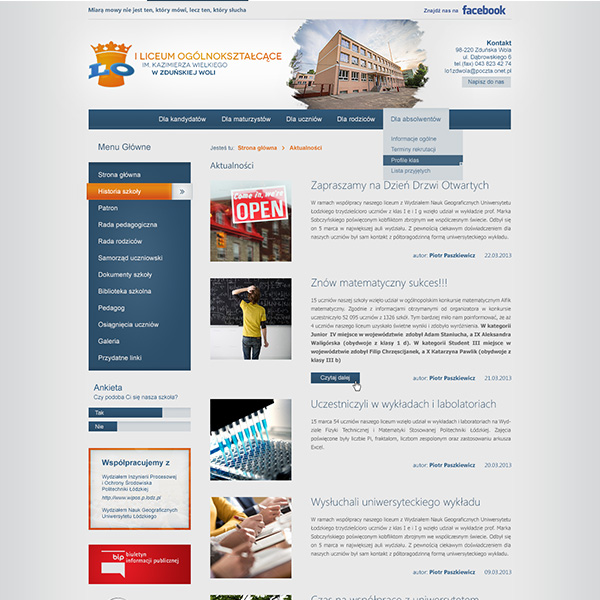 Miarą mowy nie jest ten, który mówi, lecz ten, który słucha
Znajdź nas na facebook
LO
I LICEUM OGÓLNOKSZTAŁCĄCE
IM. KAZIMIERZA WIELKIEGO
W ZDUŃSKIEJ WOLI
Kontakt
98-220 Zduńska Wola
ul. Dąbrowskiego 6
tel (fax) 043 823 42 74
lo1zdwola@poczta.onet.pl
Napisz do nas
Dla kandydatów
Dla maturzystów
Dla uczniów
Dla rodziców
Dla absolwentów
Informacje ogólne
Terminy rekrutacji
Profile klas
Lista przyjętych
Menu Główne
Strona główna
Historia szkoły
Patron
Rada pedagogiczna
Rada rodziców
Samorząd uczniowski
Dokumenty szkoły
Biblioteka szkolna
Pedagog
Osiągnięcia uczniów
Galeria
Przydatne linki
Ankieta
Czy podoba Ci się nasza szkoła?
Tak
Nie
Współpracujemy z
Wydziałem Inżynierii Procesowej
i Ochrony Środowiska
Politechniki Łódzkiej
http://www.wipos.p.lodz.pl
Wydziałem Nauk Geograficznych
Uniwersytetu Łódzkiego
bip
biuletyn
informacji publicznej
Jesteś tu: Strona główna > Aktualności
Aktualności
Come in, we're
OPEN
Zapraszamy na Dzień Drzwi Otwartych
W ramach współpracy naszego liceum z Wydziałem Nauk Geograficznych Uniwersytetu
Łódzkiego trzydzieścioro uczniów z klas I e i I g wzięło udział w wykładzie prof. Marka
Sobczyńskiego poświęconym konfliktom zbrojnym we współczesnym świecie. Odbył się
on 5 marca w największej auli wydziału. Z pewnością ciekawym doświadczeniem dla
naszych uczniów był sam kontakt z półtoragodzinną formą uniwersyteckiego wykładu.
autor: Piotr Paszkiewicz 22.03.2013
Znów matematyczny sukces!!!
15 uczniów naszej szkoły wzięło udział w ogólnopolskim konkursie matematycznym Alfik
matematyczny. Zgodnie z informacjami otrzymanymi od organizatora w konkursie
uczestniczyło 52 095 uczniów z 1326 szkół. Tym bardziej miło nam poinformować, że aż
4 uczniów naszego liceum uzyskało świetne wyniki i zdobyło wyróżnienia. W kategorii
Junior IV miejsce w województwie zdobył Adam Staniucha, a IX Aleksandra
Waligórska (obydwoje z klasy 1 d). W kategorii Student III miejsce w
województwie zdobył Filip Chrzęścijanek, a X Katarzyna Pawlik (obydwoje z
klasy III b)
Czytaj dalej
autor: Piotr Paszkiewicz 21.03.2013
Uczestniczyli w wykładach i labolatoriach
15 marca 54 uczniów naszego liceum wzięło udział w wykładach i laboratoriach na Wydz-
iale Fizyki Technicznej i Matematyki Stosowanej Politechniki Łódzkiej. Zajęcia
poświęcone były liczbie Pi, fraktalom, liczbom zespolonym oraz zastosowaniu arkusza
Excel.
autor: Piotr Paszkiewicz 20.03.2013
Wysłuchali uniwersyteckiego wykładu
W ramach współpracy naszego liceum z Wydziałem Nauk Geograficznych Uniwersytetu
Łódzkiego trzydzieścioro uczniów z klas I e i I g wzięło udział w wykładzie prof. Marka
Sobczyńskiego poświęconym konfliktom zbrojnym we współczesnym świecie. Odbył się
on 5 marca w największej auli wydziału. Z pewnością ciekawym doświadczeniem dla
naszych uczniów był sam kontakt z półtoragodzinną formą uniwersyteckiego wykładu.
autor: Piotr Paszkiewicz 09.03.2013
Czas na współpracę z uniwersytetem